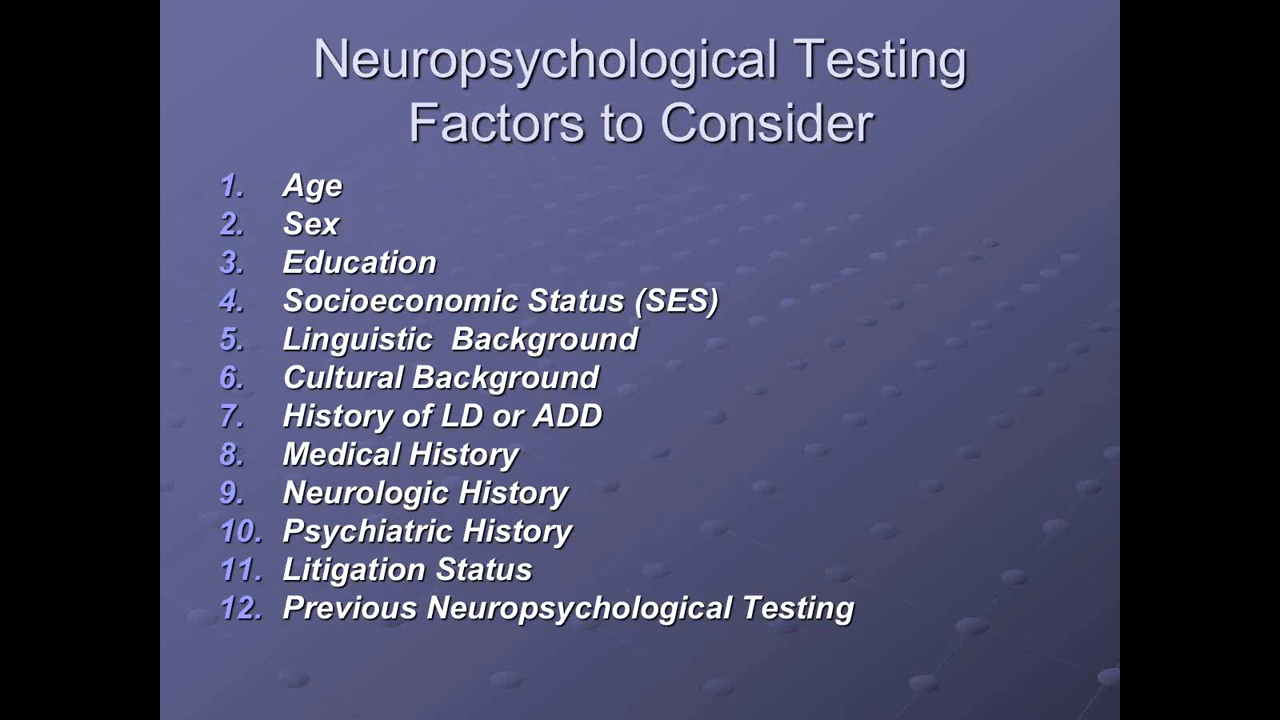 Neuropsychological Testing
Factors to Consider
1. Age
2. Sex
3. Education
4. Socioeconomic Status (SES)
5. Linguistic  Background
6. Cultural Background
7. History of LD or ADD
8. Medical History
9. Neurologic History
10. Psychiatric History
11. Litigation Status
12. Previous Neuropsychological Testing